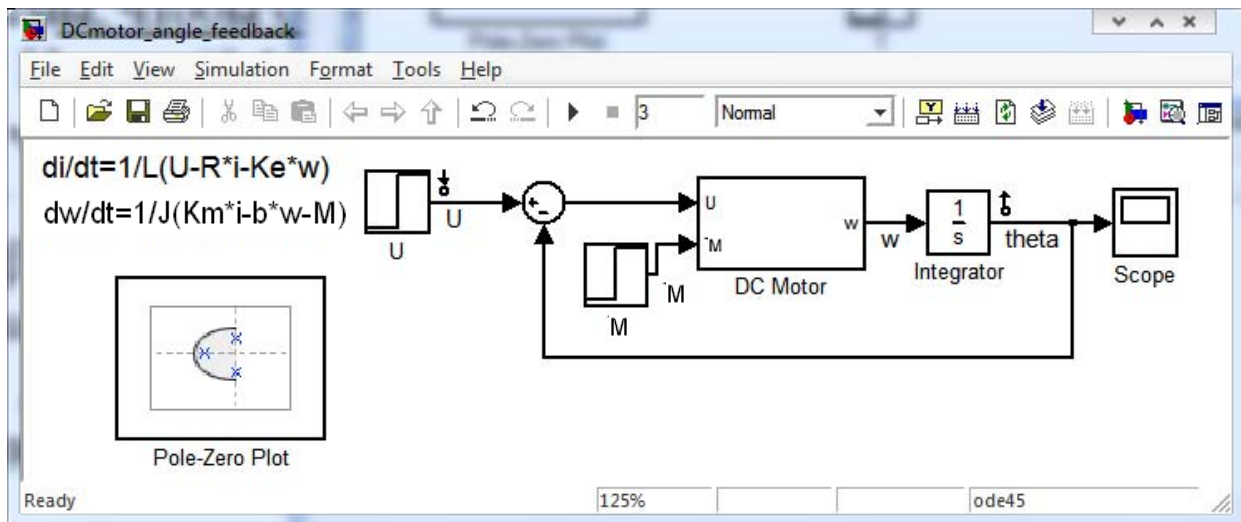 DCmotor_angle_feedback
File Edit View Simulation Format Tools Help
3 Normal
di/dt=1/L(U-R*i-Ke*w)
dw/dt=1/J(Km*i-b*w-M)
U
U
M
M
U
M
w
DC Motor
w
1
s
Integrator
theta
Scope
Pole-Zero Plot
Ready 125% ode45